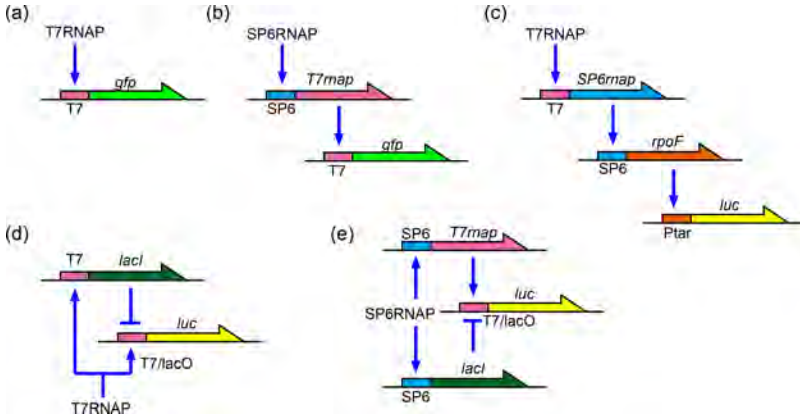 (a)
T7RNAP
gfp
T7
(b)
SP6RNAP
T7rnap
SP6
gfp
T7
(c)
T7RNAP
SP6rnap
T7
rpoF
SP6
luc
Ptar
(d)
T7
lacI
luc
T7/lacO
T7RNAP
(e)
SP6
T7rnap
luc
SP6RNAP
T7/lacO
lacI
SP6